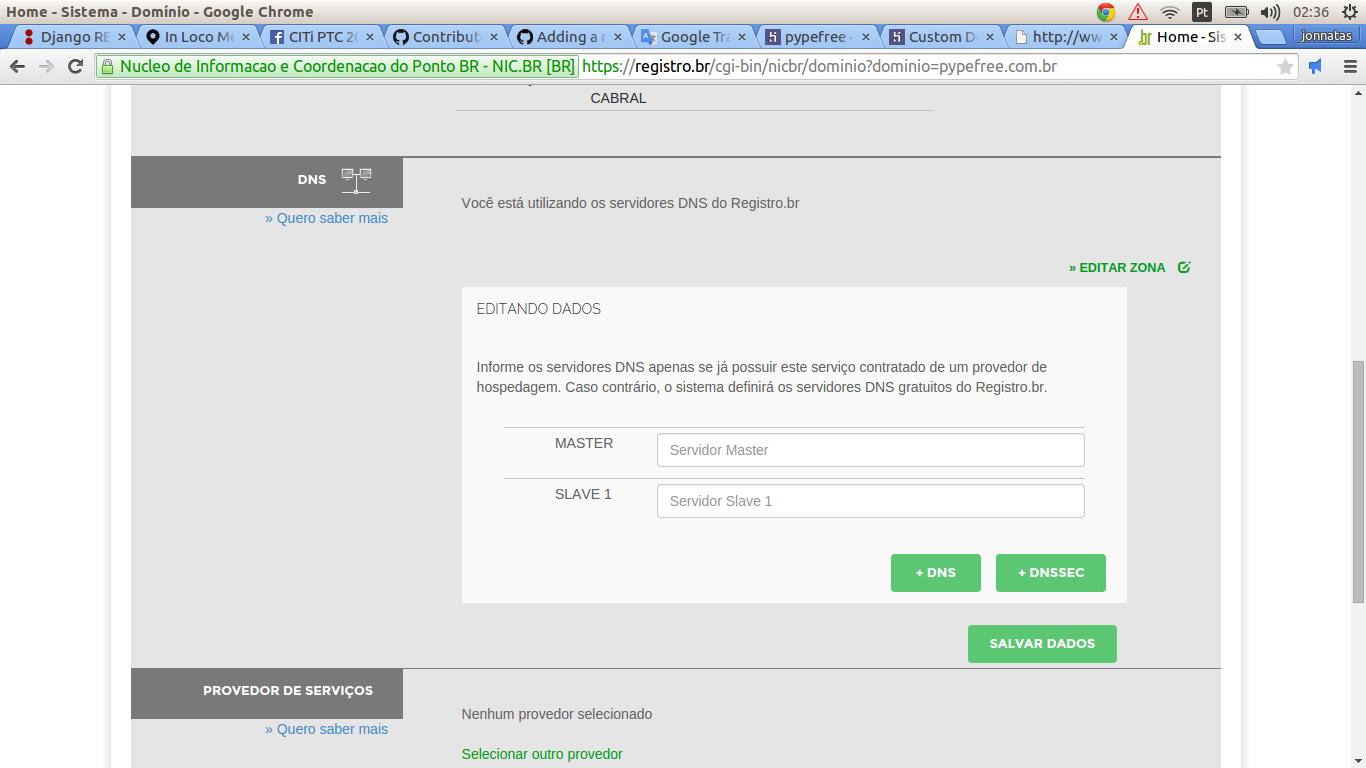 Home - Sistema - Domínio - Google Chrome
Pt
02:36
Django RE
In Loco Me
CITi PTC 20
Contribut
Adding a r
Google Tra
pypefree -
Custom D
http://ww
Home - Sis
jonnatas
Nucleo de Informacao e Coordenacao do Ponto BR - NIC.BR [BR] https://registro.br/cgi-bin/nicbr/dominio?dominio=pypefree.com.br
CABRAL
DNS
» Quero saber mais
Você está utilizando os servidores DNS do Registro.br
» EDITAR ZONA
EDITANDO DADOS
Informe os servidores DNS apenas se já possuir este serviço contratado de um provedor de
hospedagem. Caso contrário, o sistema definirá os servidores DNS gratuitos do Registro.br.
MASTER
Servidor Master
SLAVE 1
Servidor Slave 1
+ DNS
+ DNSSEC
SALVAR DADOS
PROVEDOR DE SERVIÇOS
» Quero saber mais
Nenhum provedor selecionado
Selecionar outro provedor